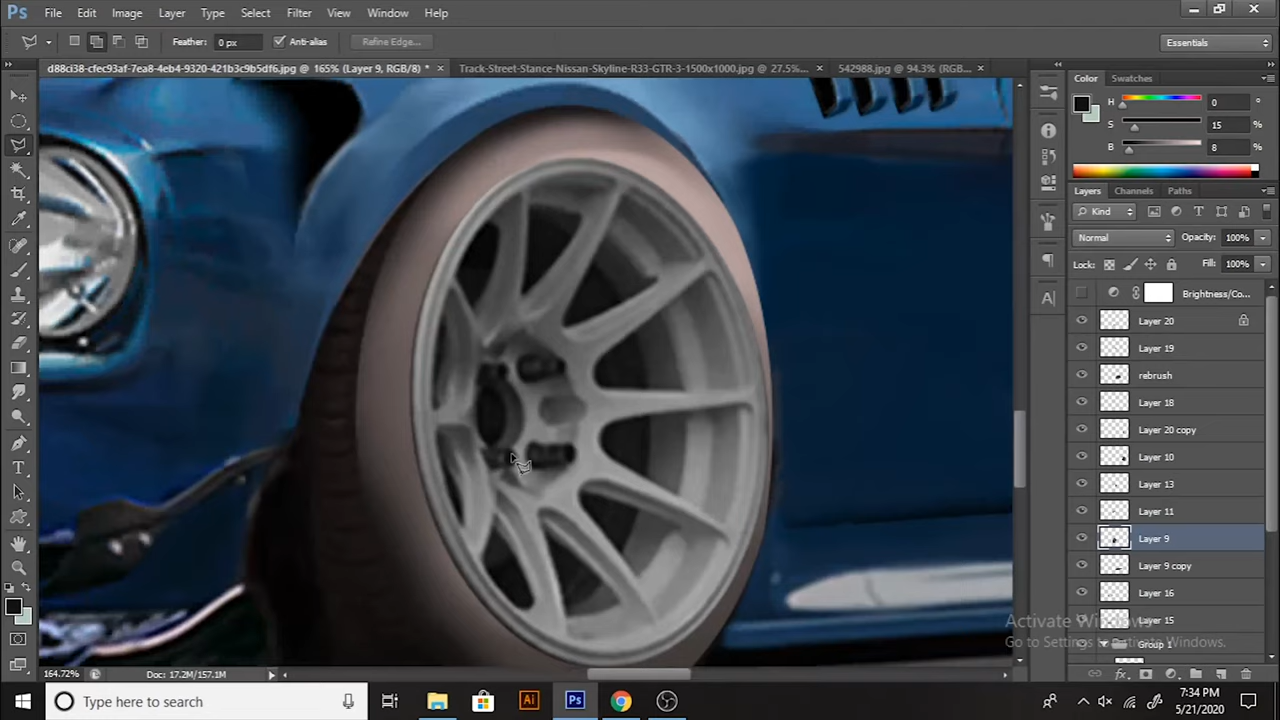 Ps File Edit Image Layer Type Select Filter View Window Help
Feather: 0 px Anti-alias Refine Edge... Essentials
d88ci38-cfec93af-7ea8-4eb4-9320-421b3c9b5df6.jpg @ 165% (Layer 9, RGB/8) * × Track-Street-Stance-Nissan-Skyline-R33-GTR-3-1500x1000.jpg @ 27.5%... × 542988.jpg @ 94.3% (RGB... ×
Color Swatches
H 0 °
S 15 %
B 8 %
Layers Channels Paths
Kind
Normal Opacity: 100%
Lock: Fill: 100%
Brightness/Co...
Layer 20
Layer 19
rebrush
Layer 18
Layer 20 copy
Layer 10
Layer 13
Layer 11
Layer 9
Layer 9 copy
Layer 16
Layer 15
Group 1
Activate Windows
Go to Settings to activate Windows.
164.72% Doc: 17.2M/157.1M
Type here to search Ai Ps 7:34 PM
5/21/2020